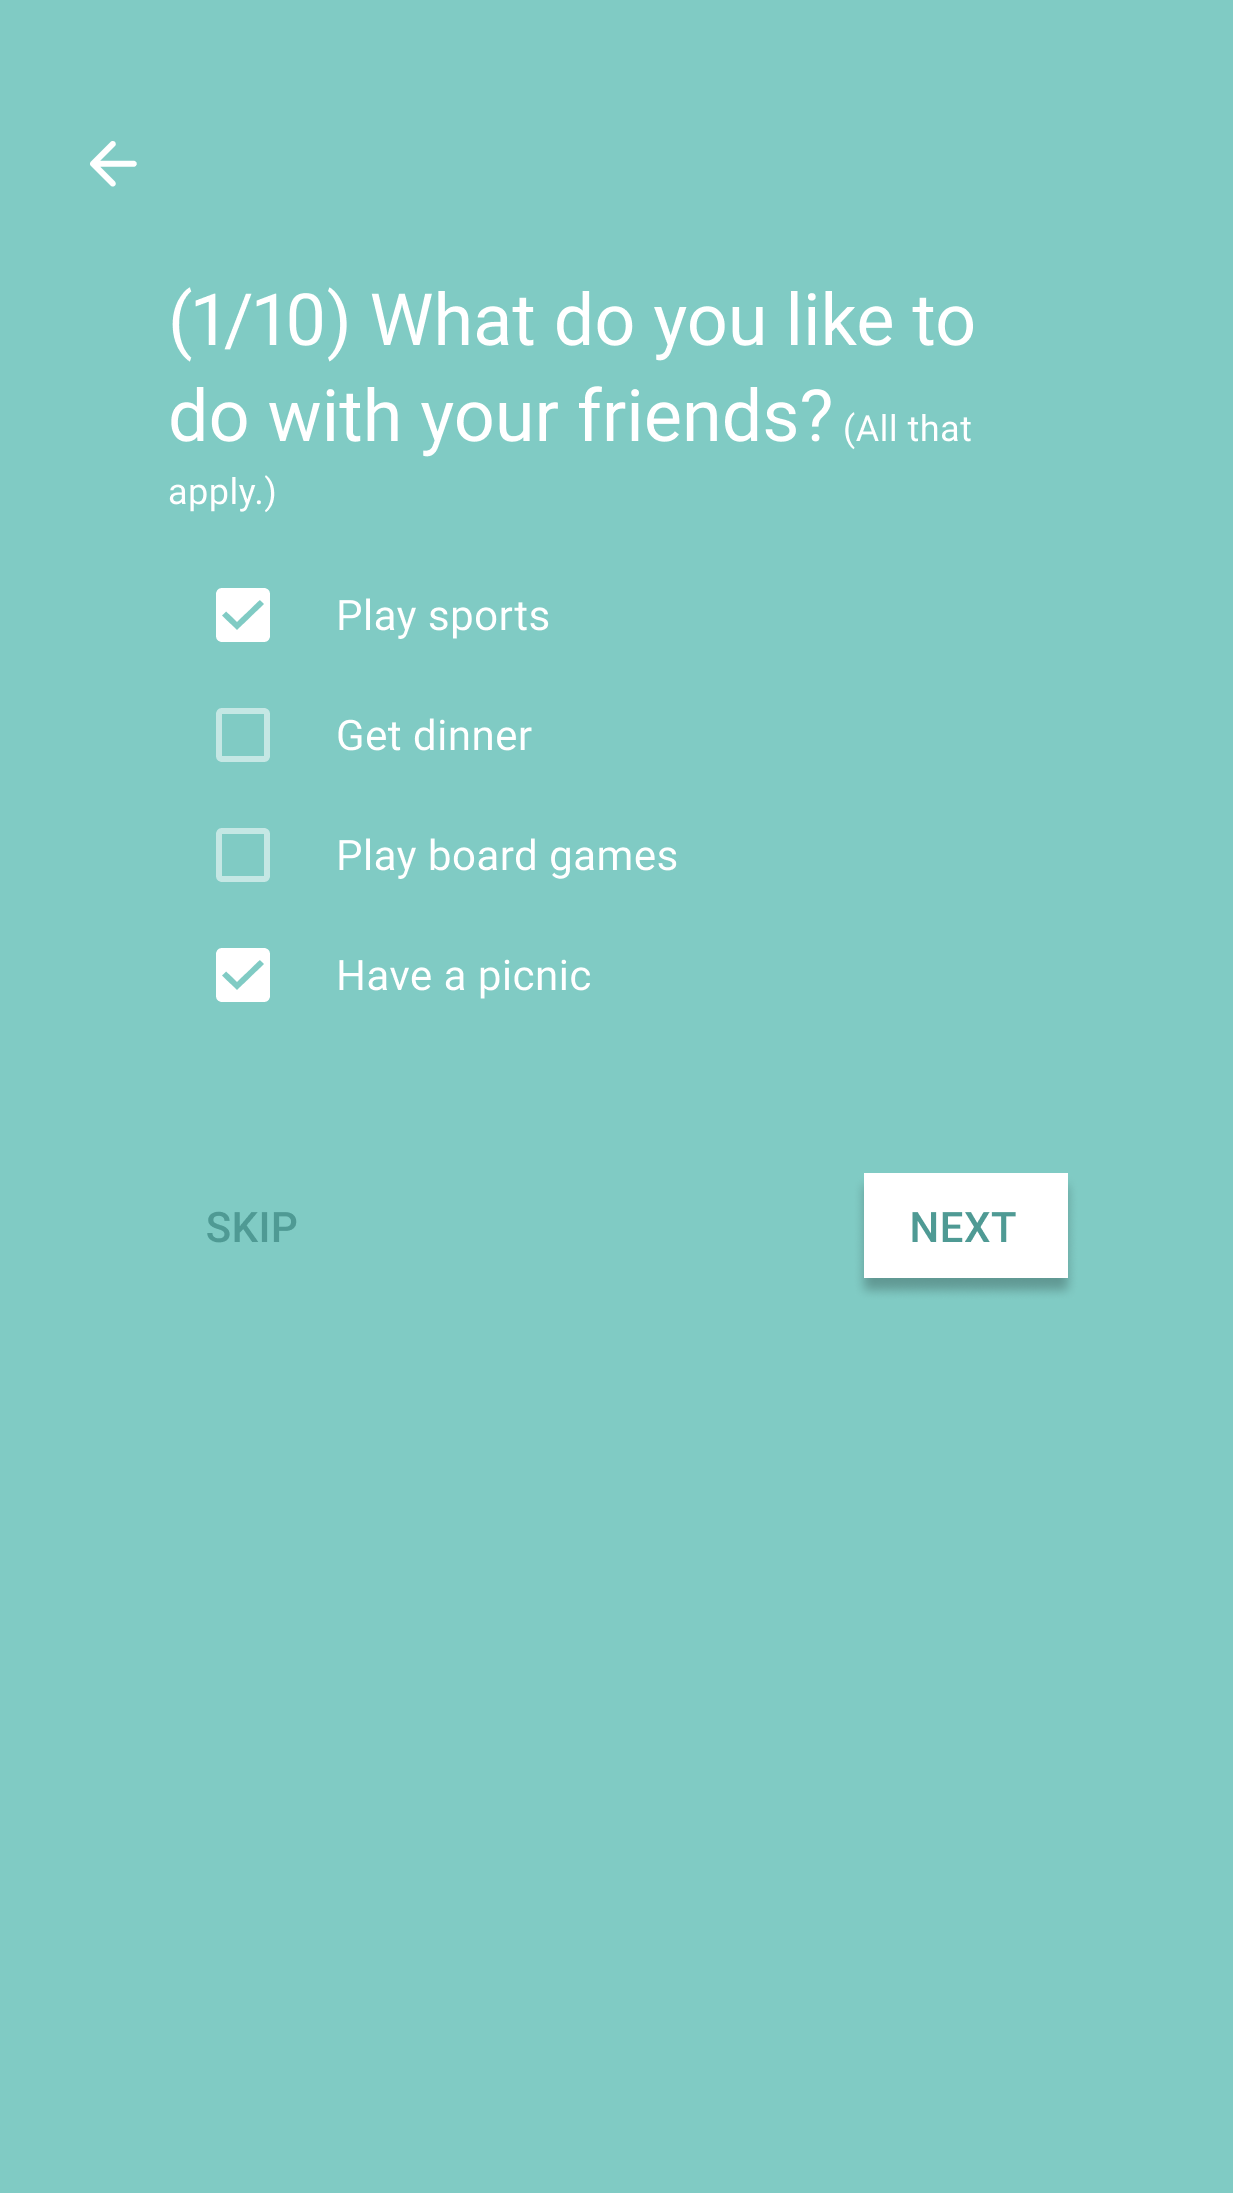 (1/10) What do you like to
do with your friends? (All that
apply.)
Play sports
Get dinner
Play board games
Have a picnic
SKIP
NEXT